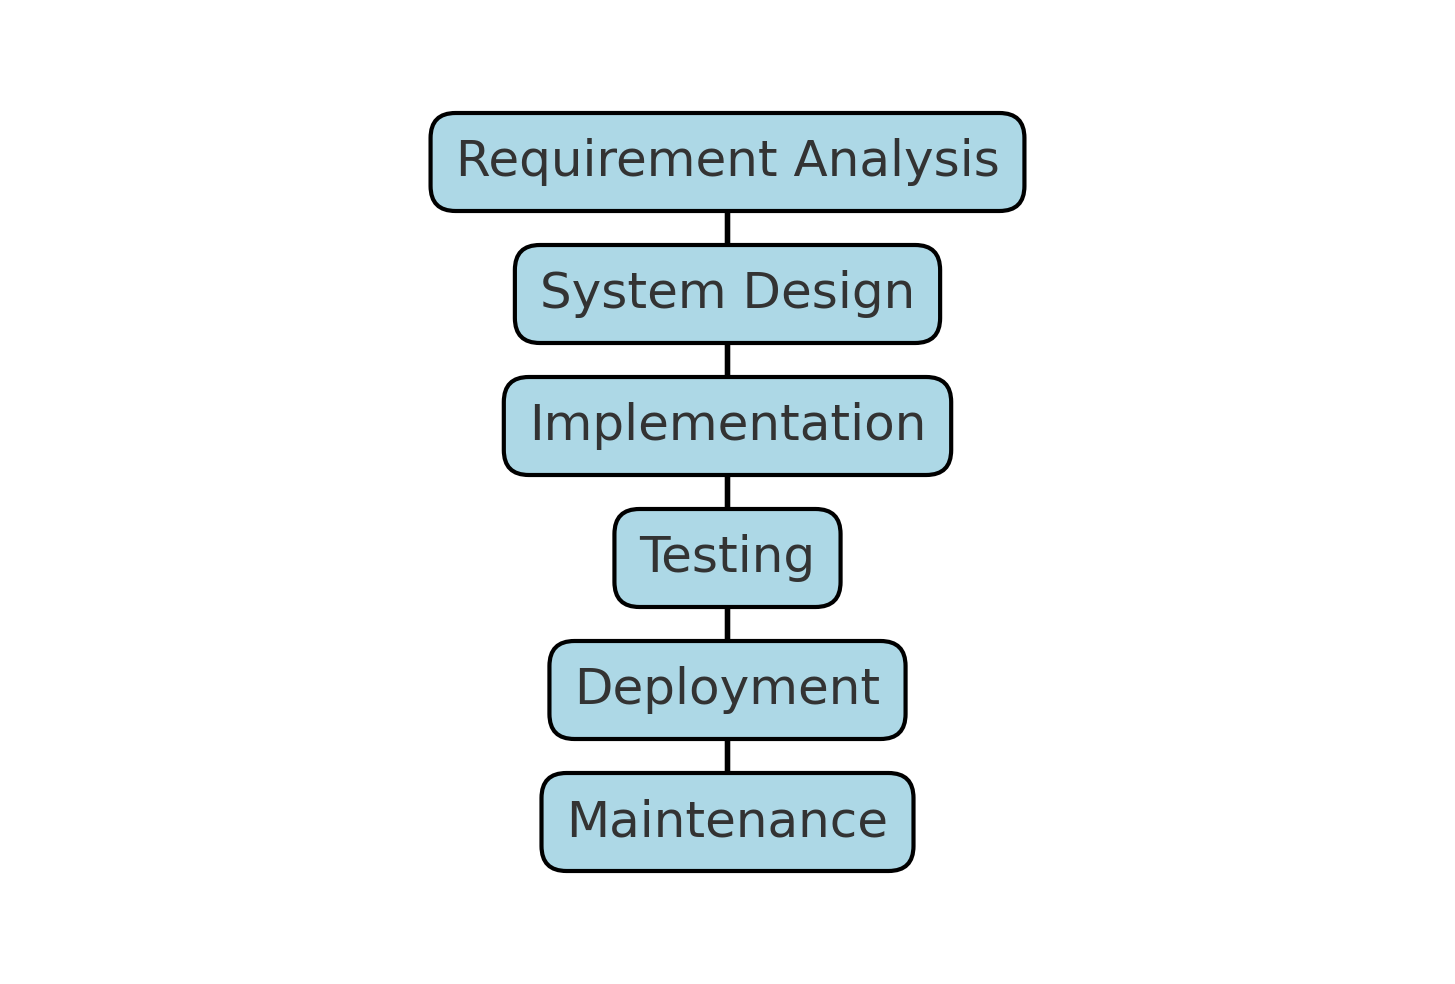 Requirement Analysis
System Design
Implementation
Testing
Deployment
Maintenance